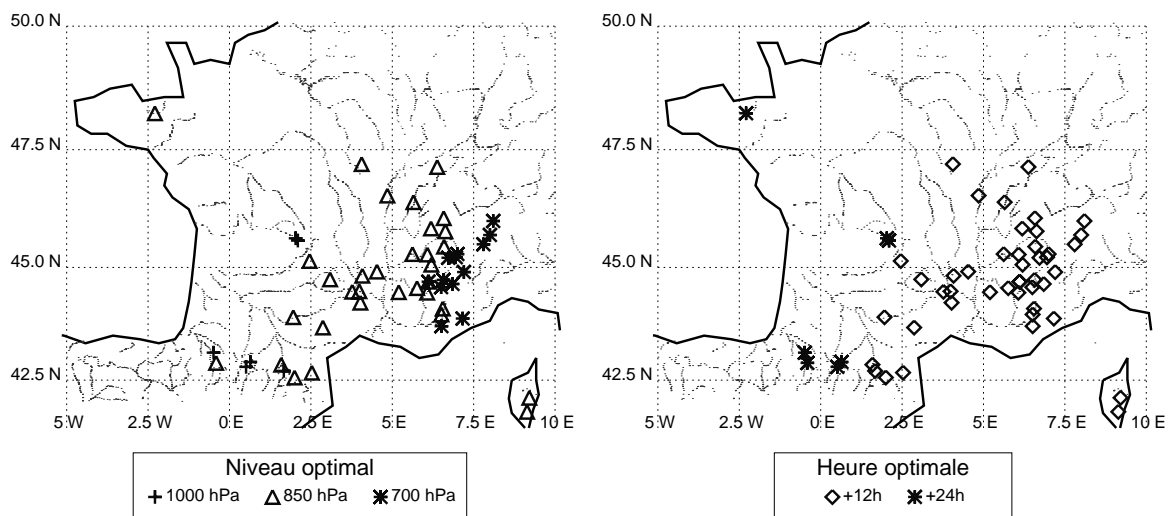 50.0 N
47.5 N
45.0 N
42.5 N
5 W 2.5 W 0 E 2.5 E 5 E 7.5 E 10 E
Niveau optimal
1000 hPa 850 hPa 700 hPa
50.0 N
47.5 N
45.0 N
42.5 N
5 W 2.5 W 0 E 2.5 E 5 E 7.5 E 10 E
Heure optimale
+12h +24h